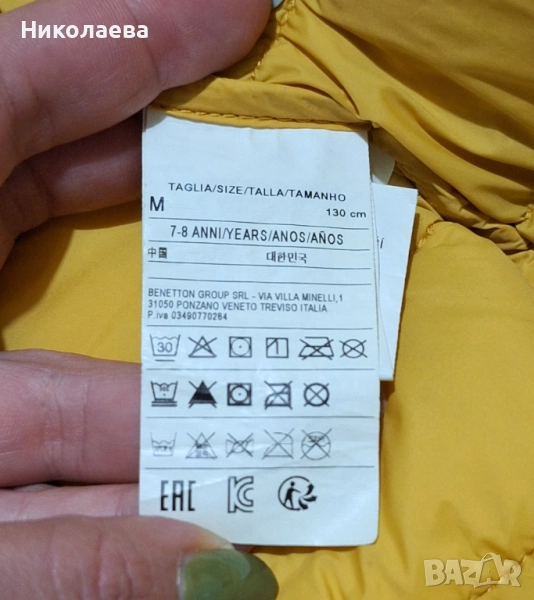 Николаева
TAGLIA/SIZE/TALLA/TAMANHO
M 130 cm
7-8 ANNI/YEARS/ANOS/AÑOS
中国 대한민국
BENETTON GROUP SRL - VIA VILLA MINELLI,1
31050 PONZANO VENETO TREVISO ITALIA
P.iva 03490770264
30
EAC
BAZAR